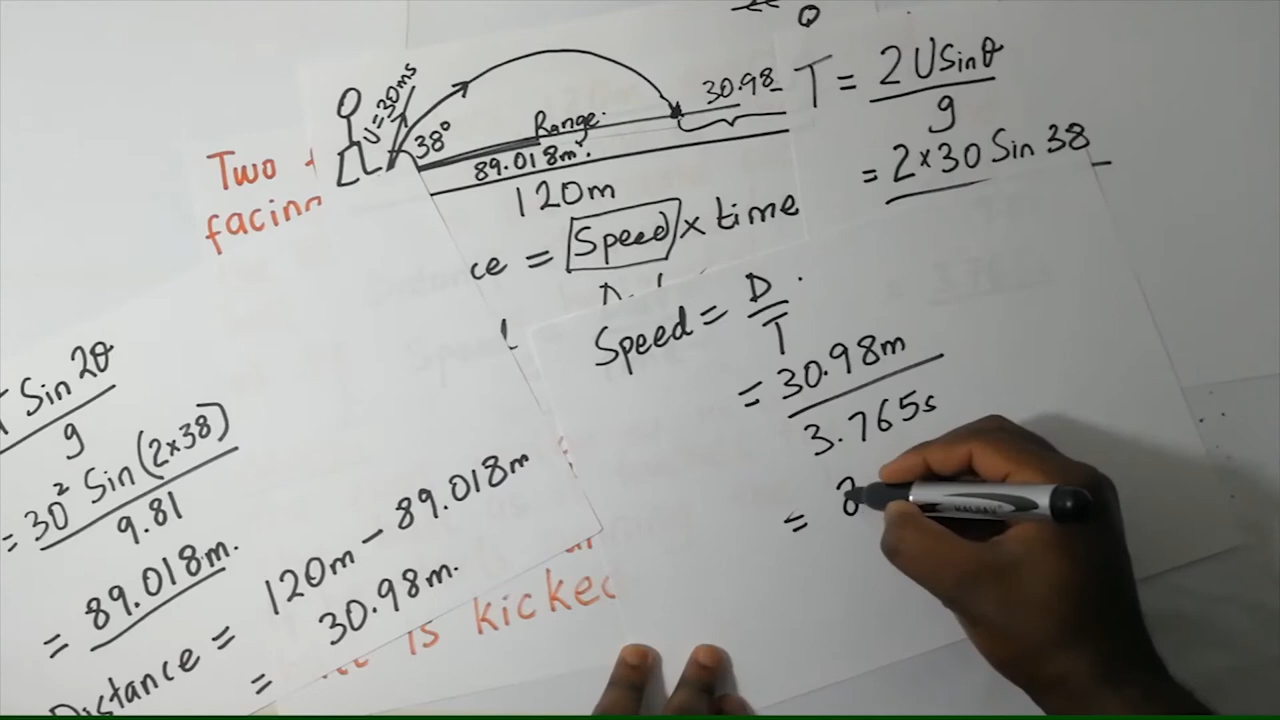 U=30ms
38°
Range.
89.018m.
120m
30.98
T = 2Usinθ
g
= 2×30 Sin 38
Two
facing
ce = Speed × time
Speed = D
T
= 30.98m
3.765s
=
Sin 2θ
g
= 30² Sin (2×38)
9.81
= 89.018m.
Distance = 120m - 89.018m
= 30.98m.
is kicked